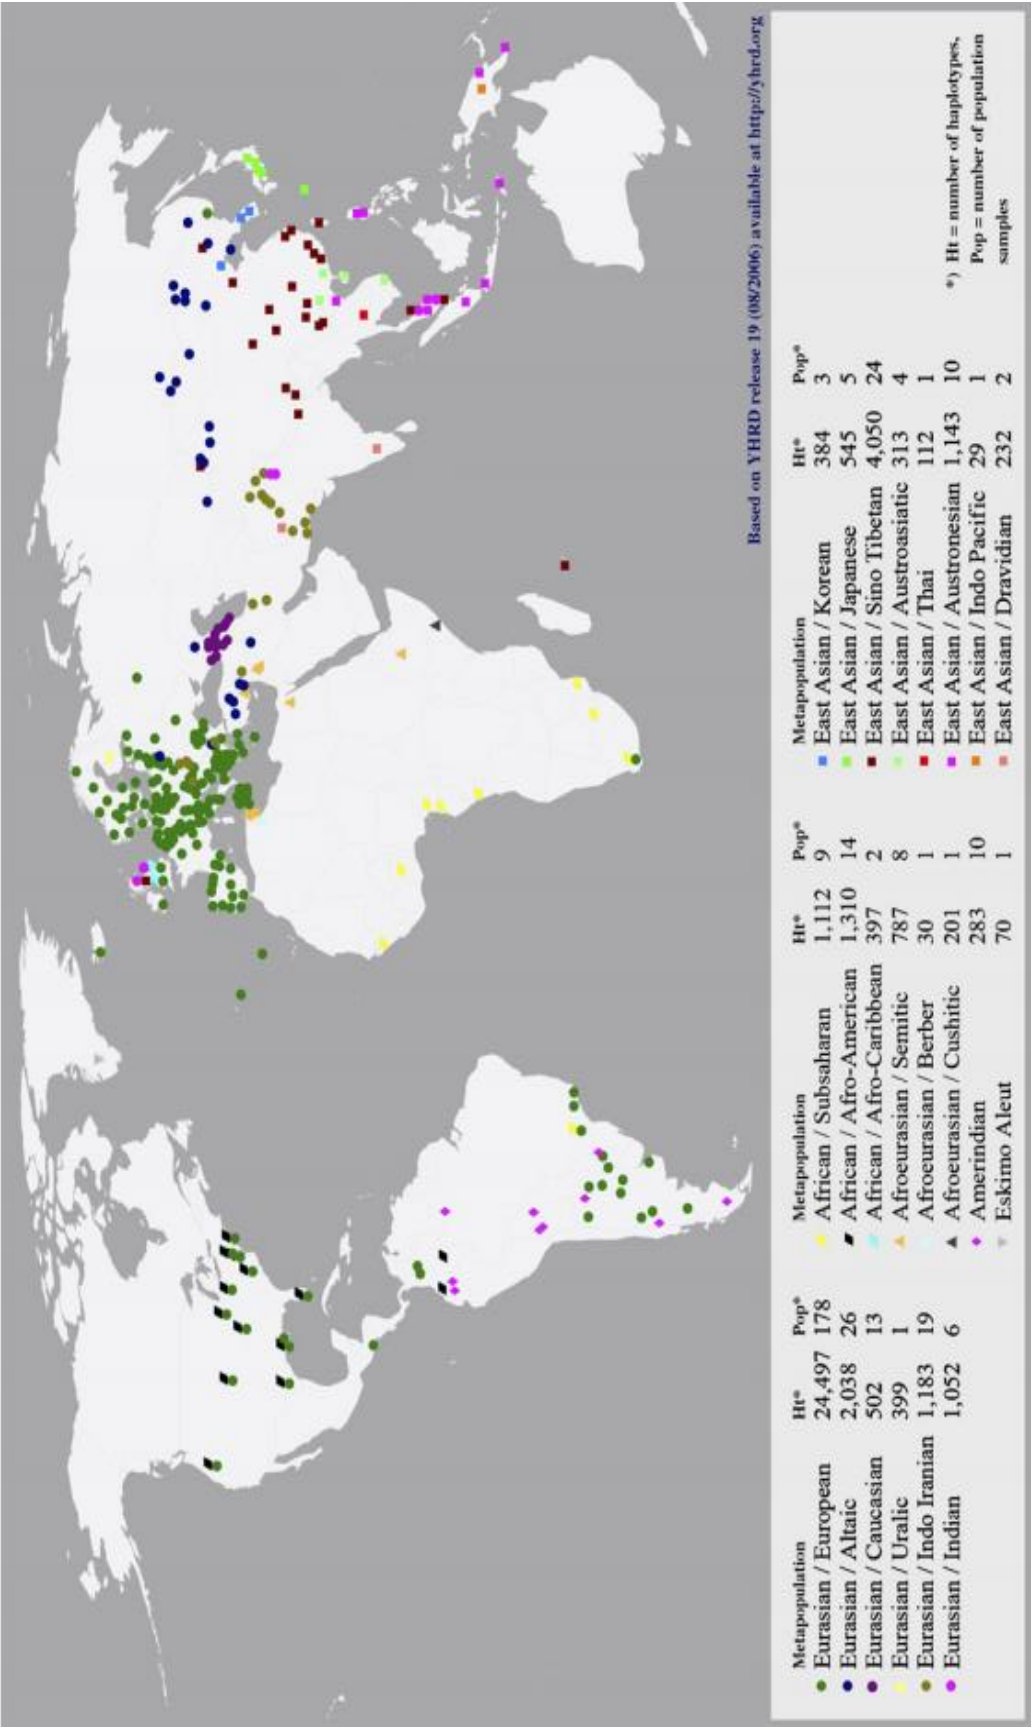 Based on YHRD release 19 (08/2006) available at http://yhrd.org
Metapopulation Ht* Pop*
Eurasian / European 24,497 178
Eurasian / Altaic 2,038 26
Eurasian / Caucasian 502 13
Eurasian / Uralic 399 1
Eurasian / Indo Iranian 1,183 19
Eurasian / Indian 1,052 6
Metapopulation Ht* Pop*
African / Subsaharan 1,112 9
African / Afro-American 1,310 14
African / Afro-Caribbean 397 2
Afroeurasian / Semitic 787 8
Afroeurasian / Berber 30 1
Afroeurasian / Cushitic 201 1
Amerindian 283 10
Eskimo Aleut 70 1
Metapopulation Ht* Pop*
East Asian / Korean 384 3
East Asian / Japanese 545 5
East Asian / Sino Tibetan 4,050 24
East Asian / Austroasiatic 313 4
East Asian / Thai 112 1
East Asian / Austronesian 1,143 10
East Asian / Indo Pacific 29 1
East Asian / Dravidian 232 2
*) Ht = number of haplotypes,
Pop = number of population
samples